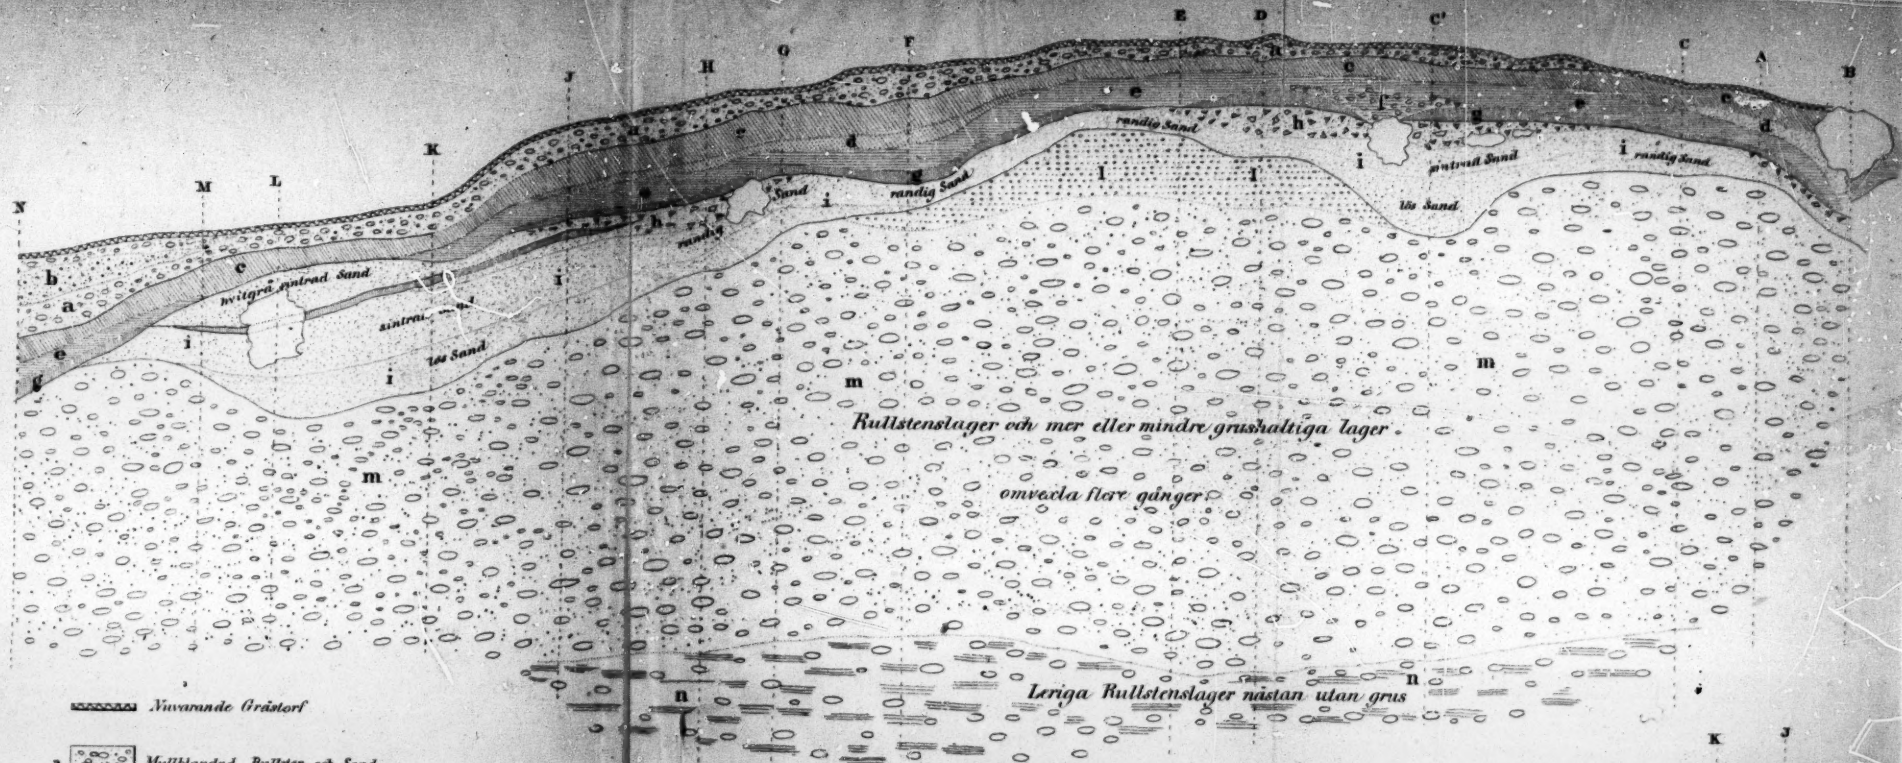 E D C'
F C A
G B
H
J
K
L
M
N
a
c
a e e e
c f g e d
d randig Sand h
e g i sintrad Sand i randig Sand
Sand randig Sand l l
h i lös Sand
randig
b c hvitgrå sintrad Sand i
a sintrad Sand
i lös Sand
e i
g
m
m
Rullstenslager och mer eller mindre grushaltiga lager
m
omvexla flere gånger.
n
n Leriga Rullstenslager nästan utan grus
Nuvarande Grästorf
K J
a Mullblandad Rullsten och Sand